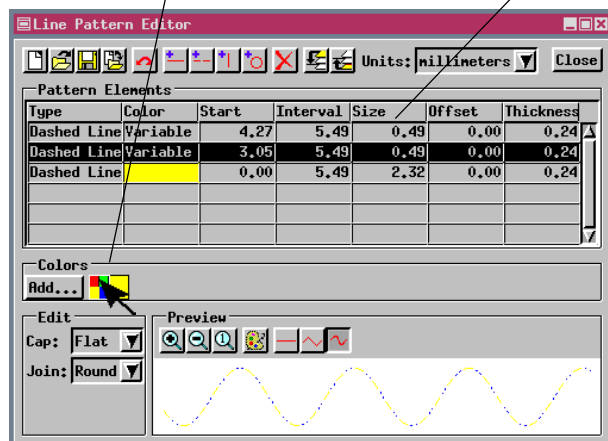 Line Pattern Editor
Units: millimeters Close
Pattern Elements
Type Color Start Interval Size Offset Thickness
Dashed Line Variable 4.27 5.49 0.49 0.00 0.24
Dashed Line Variable 3.05 5.49 0.49 0.00 0.24
Dashed Line 0.00 5.49 2.32 0.00 0.24
Colors
Add...
Edit Preview
Cap: Flat
Join: Round